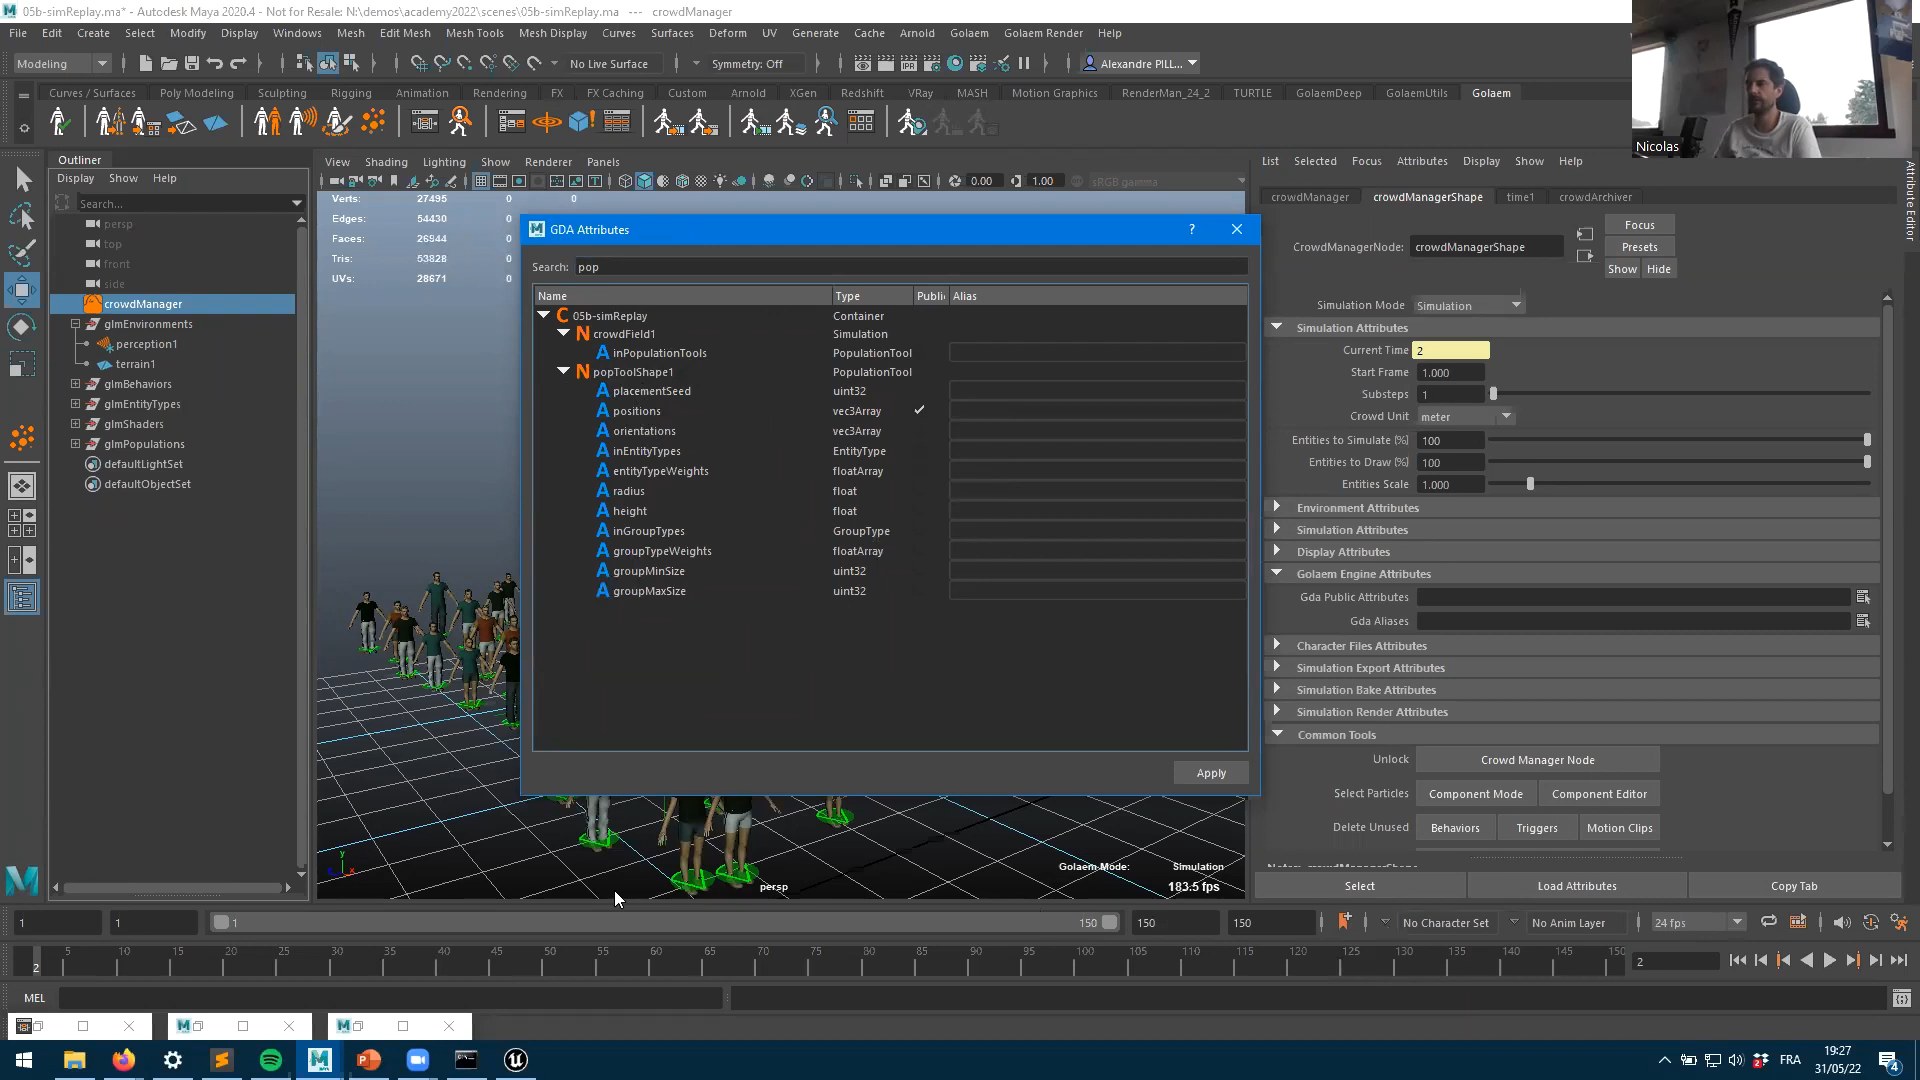 05b-simReplay.ma* - Autodesk Maya 2020.4 - Not for Resale: N:\demos\academy2022\scenes\05b-simReplay.ma --- crowdManager
File Edit Create Select Modify Display Windows Mesh Edit Mesh Mesh Tools Mesh Display Curves Surfaces Deform UV Generate Cache Arnold Golaem Golaem Render Help
Modeling No Live Surface Symmetry: Off Alexandre PILL...
Curves / Surfaces Poly Modeling Sculpting Rigging Animation Rendering FX FX Caching Custom Arnold XGen Redshift VRay MASH Motion Graphics RenderMan_24_2 TURTLE GolaemDeep GolaemUtils Golaem
Nicolas
Outliner
Display Show Help
Search...
persp
top
front
side
crowdManager
glmEnvironments
perception1
terrain1
glmBehaviors
glmEntityTypes
glmShaders
glmPopulations
defaultLightSet
defaultObjectSet
View Shading Lighting Show Renderer Panels
0.00 1.00 sRGB gamma
Verts: 27495 0 0
Edges: 54430 0
Faces: 26944 0
Tris: 53828 0
UVs: 28671 0
GDA Attributes ?
Search: pop
Name Type Publi Alias
05b-simReplay Container
crowdField1 Simulation
inPopulationTools PopulationTool
popToolShape1 PopulationTool
placementSeed uint32
positions vec3Array
orientations vec3Array
inEntityTypes EntityType
entityTypeWeights floatArray
radius float
height float
inGroupTypes GroupType
groupTypeWeights floatArray
groupMinSize uint32
groupMaxSize uint32
Apply
Golaem Mode: Simulation
183.5 fps
persp
List Selected Focus Attributes Display Show Help
crowdManager crowdManagerShape time1 crowdArchiver
CrowdManagerNode: crowdManagerShape
Focus
Presets
Show Hide
Attribute Editor
Simulation Mode Simulation
Simulation Attributes
Current Time 2
Start Frame 1.000
Substeps 1
Crowd Unit meter
Entities to Simulate (%) 100
Entities to Draw (%) 100
Entities Scale 1.000
Environment Attributes
Simulation Attributes
Display Attributes
Golaem Engine Attributes
Gda Public Attributes
Gda Aliases
Character Files Attributes
Simulation Export Attributes
Simulation Bake Attributes
Simulation Render Attributes
Common Tools
Unlock Crowd Manager Node
Select Particles Component Mode Component Editor
Delete Unused Behaviors Triggers Motion Clips
Select Load Attributes Copy Tab
1 1 1 150 150 150 No Character Set No Anim Layer 24 fps
2 5 10 15 20 25 30 35 40 45 50 55 60 65 70 75 80 85 90 95 100 105 110 115 120 125 130 135 140 145 150 2
MEL
FRA
19:27
31/05/22
4